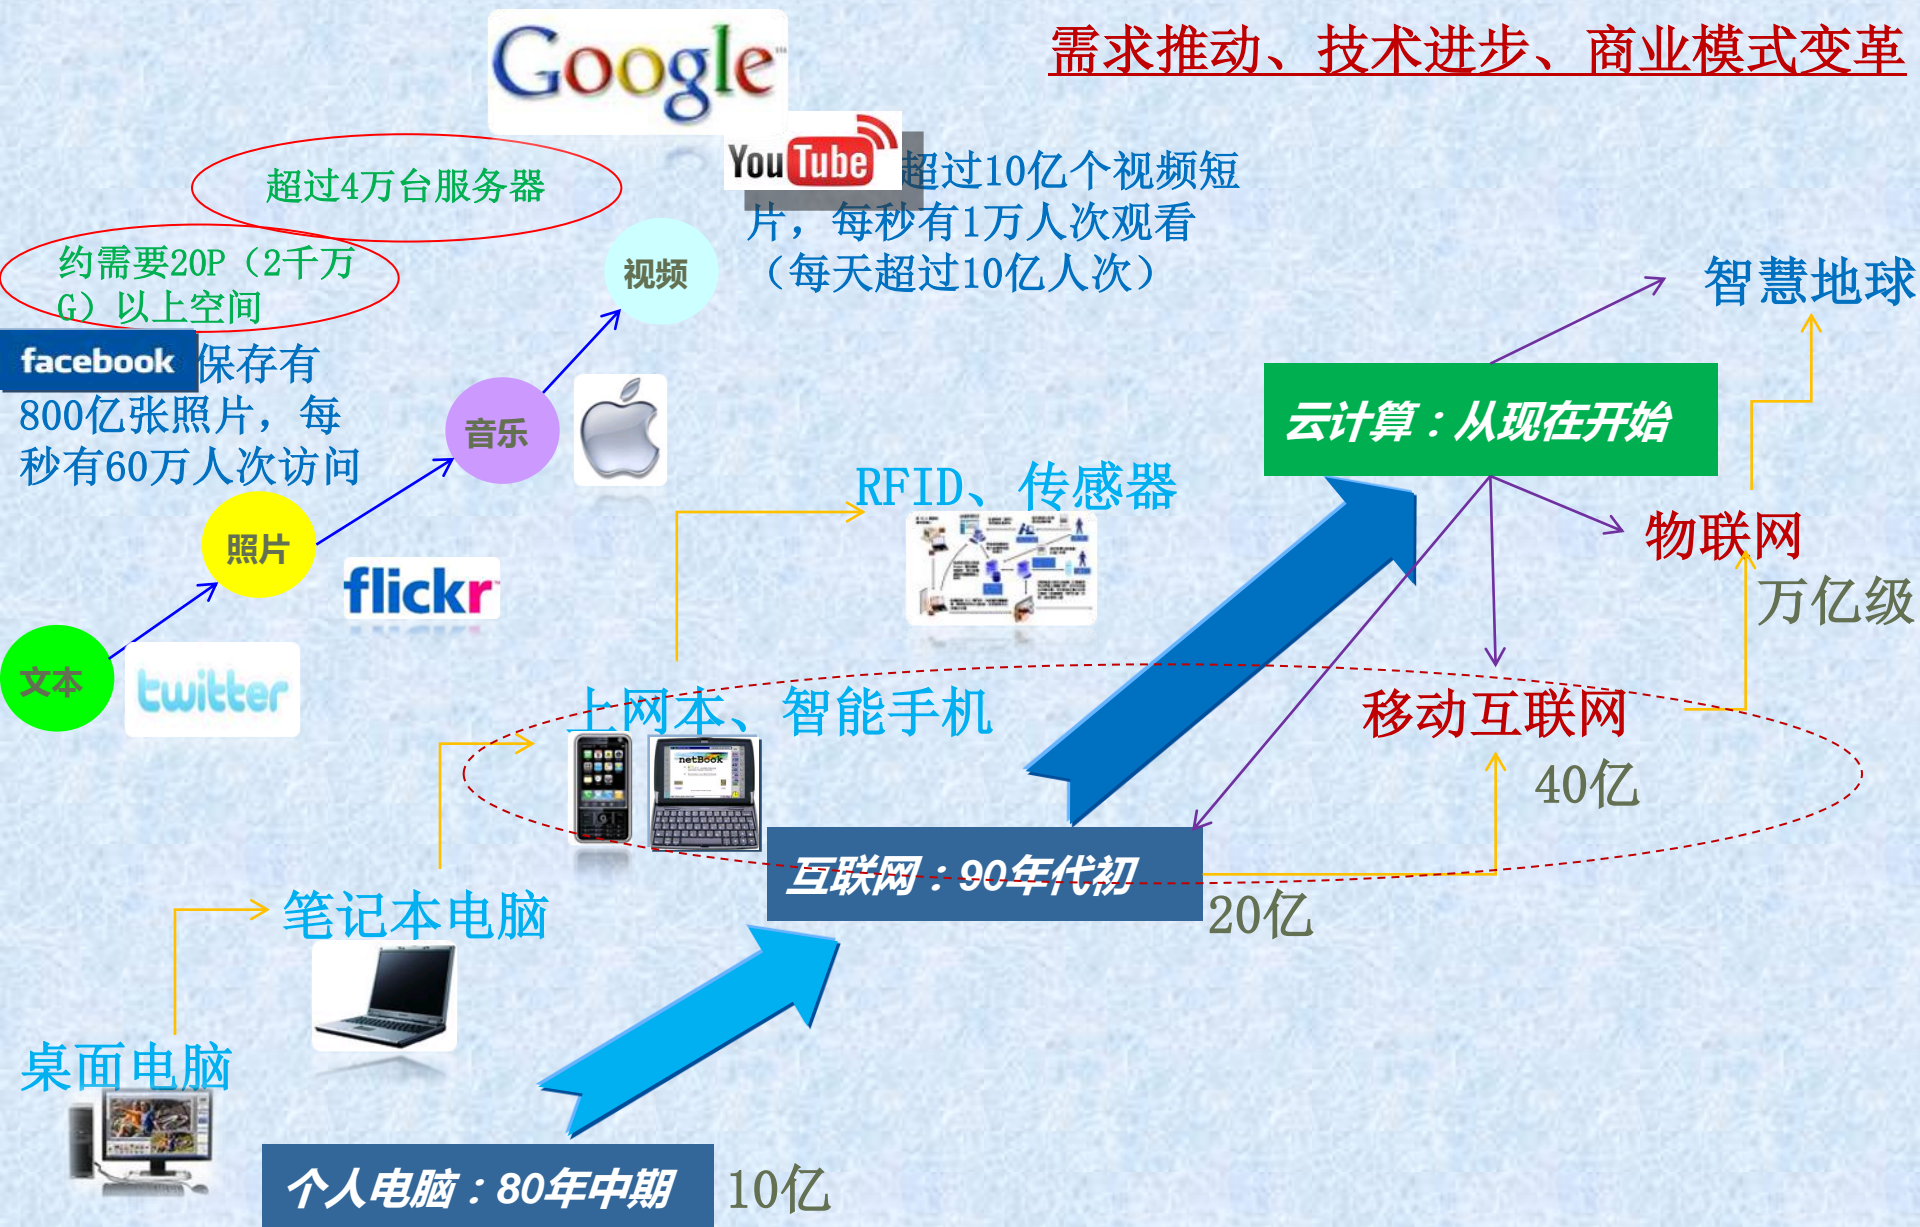 Google
需求推动、技术进步、商业模式变革
You Tube
超过10亿个视频短
片，每秒有1万人次观看
（每天超过10亿人次）
超过4万台服务器
约需要20P（2千万
G）以上空间
facebook
保存有
800亿张照片，每
秒有60万人次访问
视频
音乐
照片
文本
flickr
twitter
智慧地球
云计算：从现在开始
RFID、传感器
物联网
万亿级
上网本、智能手机
netBook
移动互联网
40亿
互联网：90年代初
20亿
笔记本电脑
桌面电脑
个人电脑：80年中期
10亿